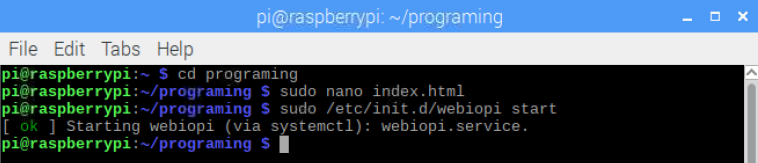 pi@raspberrypi: ~/programing
File Edit Tabs Help
pi@raspberrypi:~ $ cd programing
pi@raspberrypi:~/programing $ sudo nano index.html
pi@raspberrypi:~/programing $ sudo /etc/init.d/webiopi start
[ ok ] Starting webiopi (via systemctl): webiopi.service.
pi@raspberrypi:~/programing $